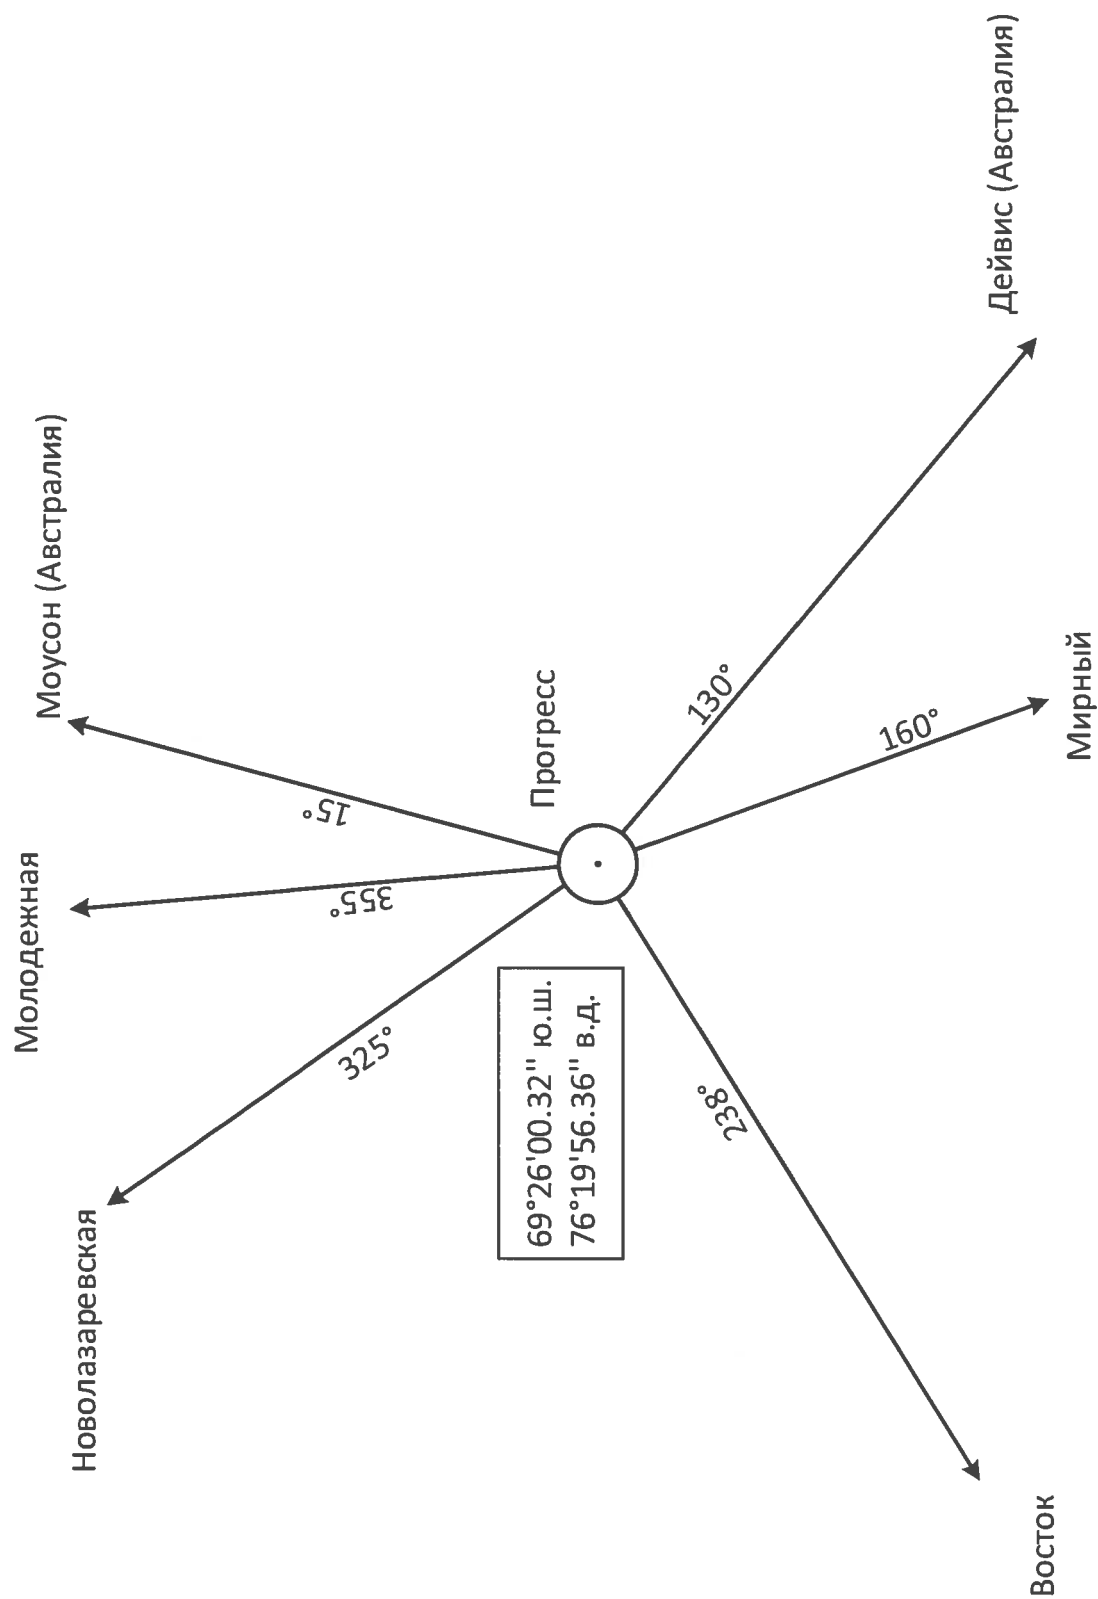 Новолазаревская
Молодежная
Моусон (Австралия)
325°
355°
15°
Прогресс
69°26'00.32'' ю.ш.
76°19'56.36'' в.д.
238°
130°
160°
Восток
Мирный
Дейвис (Австралия)